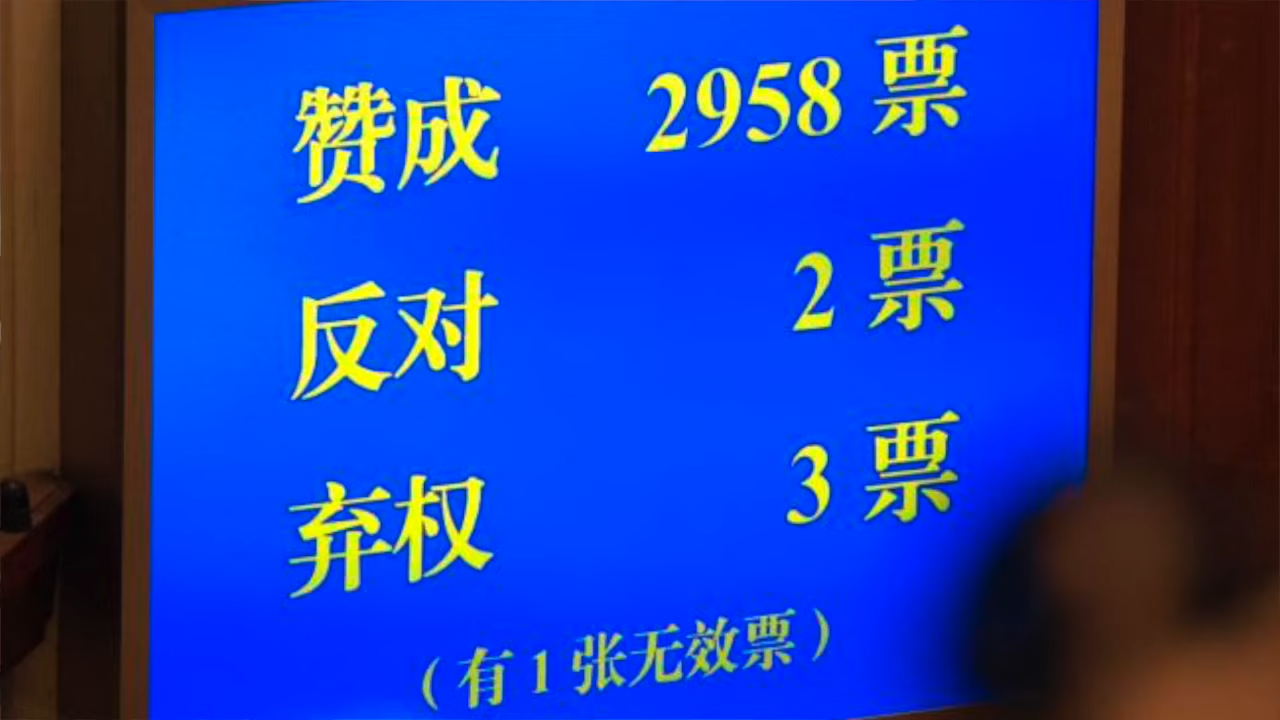 赞成 2958 票
反对 2 票
弃权 3 票
（有 1 张无效票）